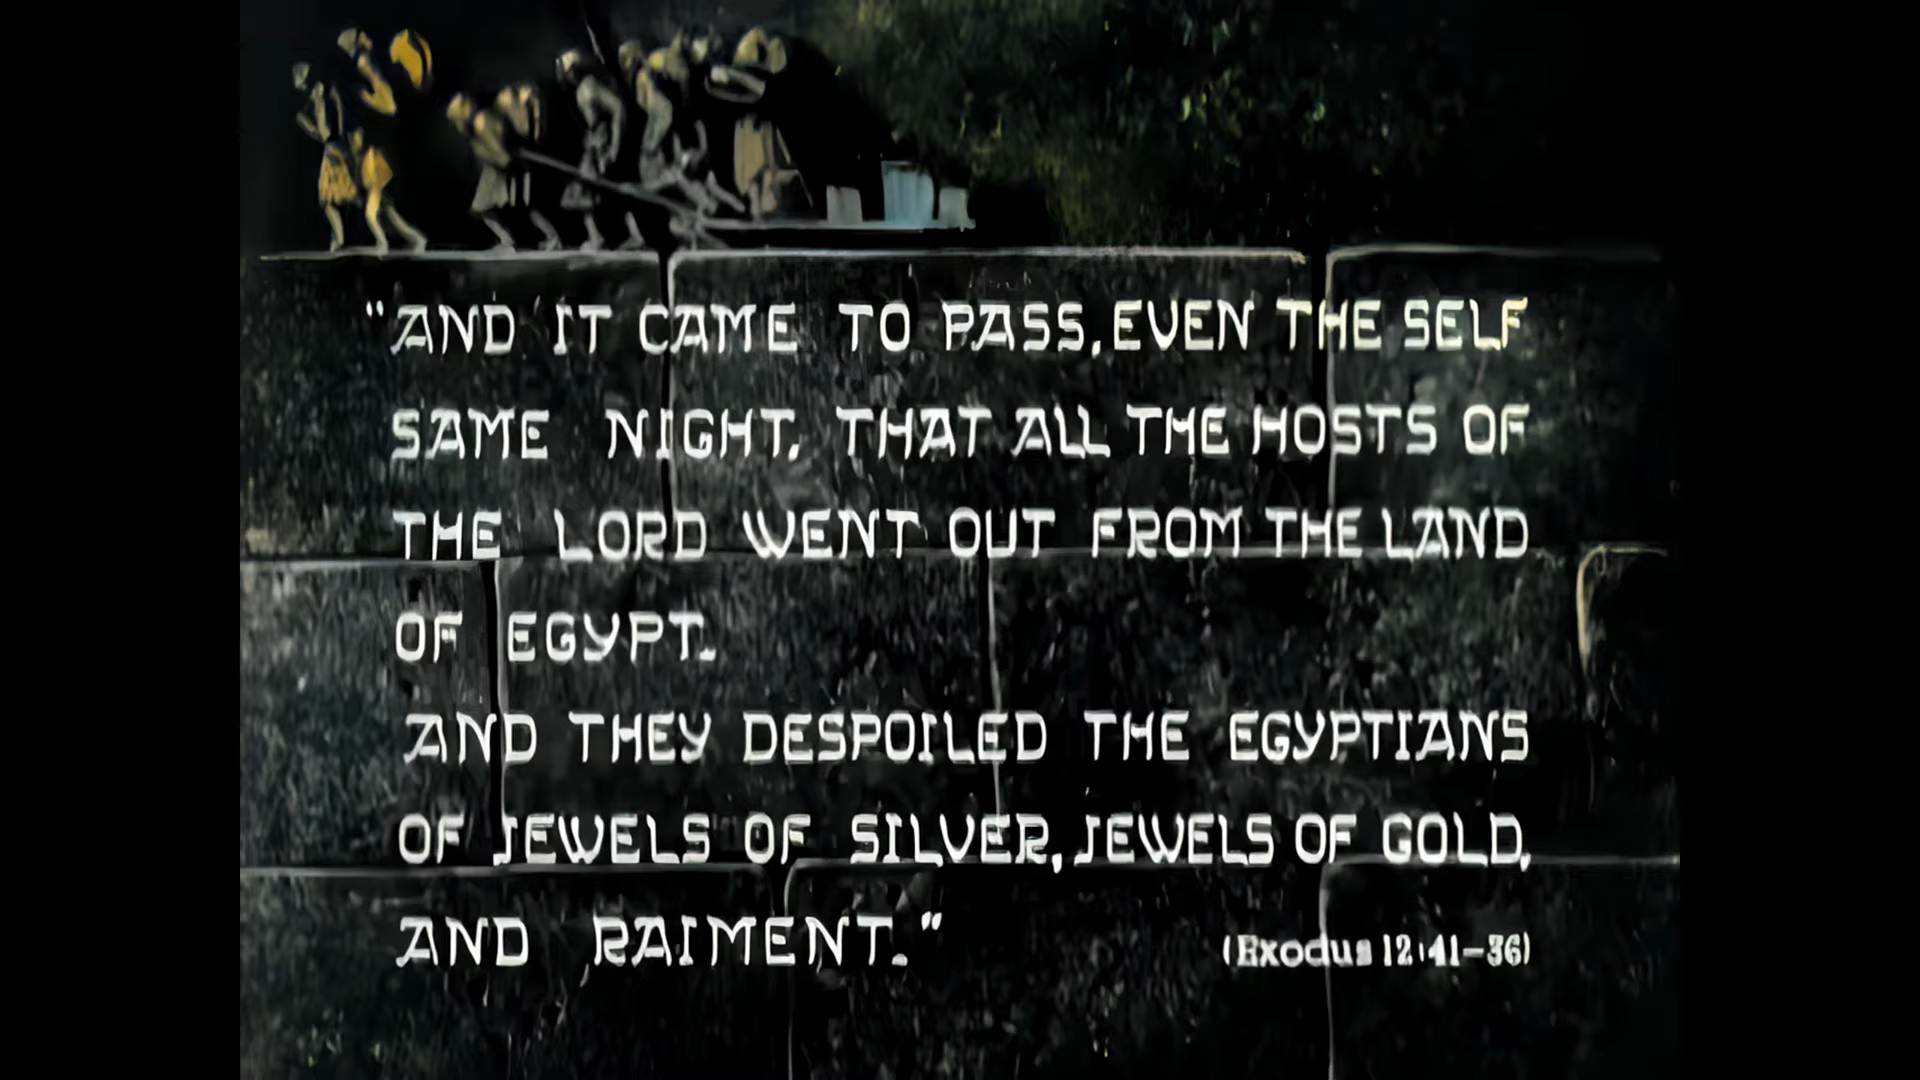 "AND IT CAME TO PASS, EVEN THE SELF
SAME NIGHT, THAT ALL THE HOSTS OF
THE LORD WENT OUT FROM THE LAND
OF EGYPT.
AND THEY DESPOILED THE EGYPTIANS
OF JEWELS OF SILVER, JEWELS OF GOLD,
AND RAIMENT."
(Exodus 12:41-36)